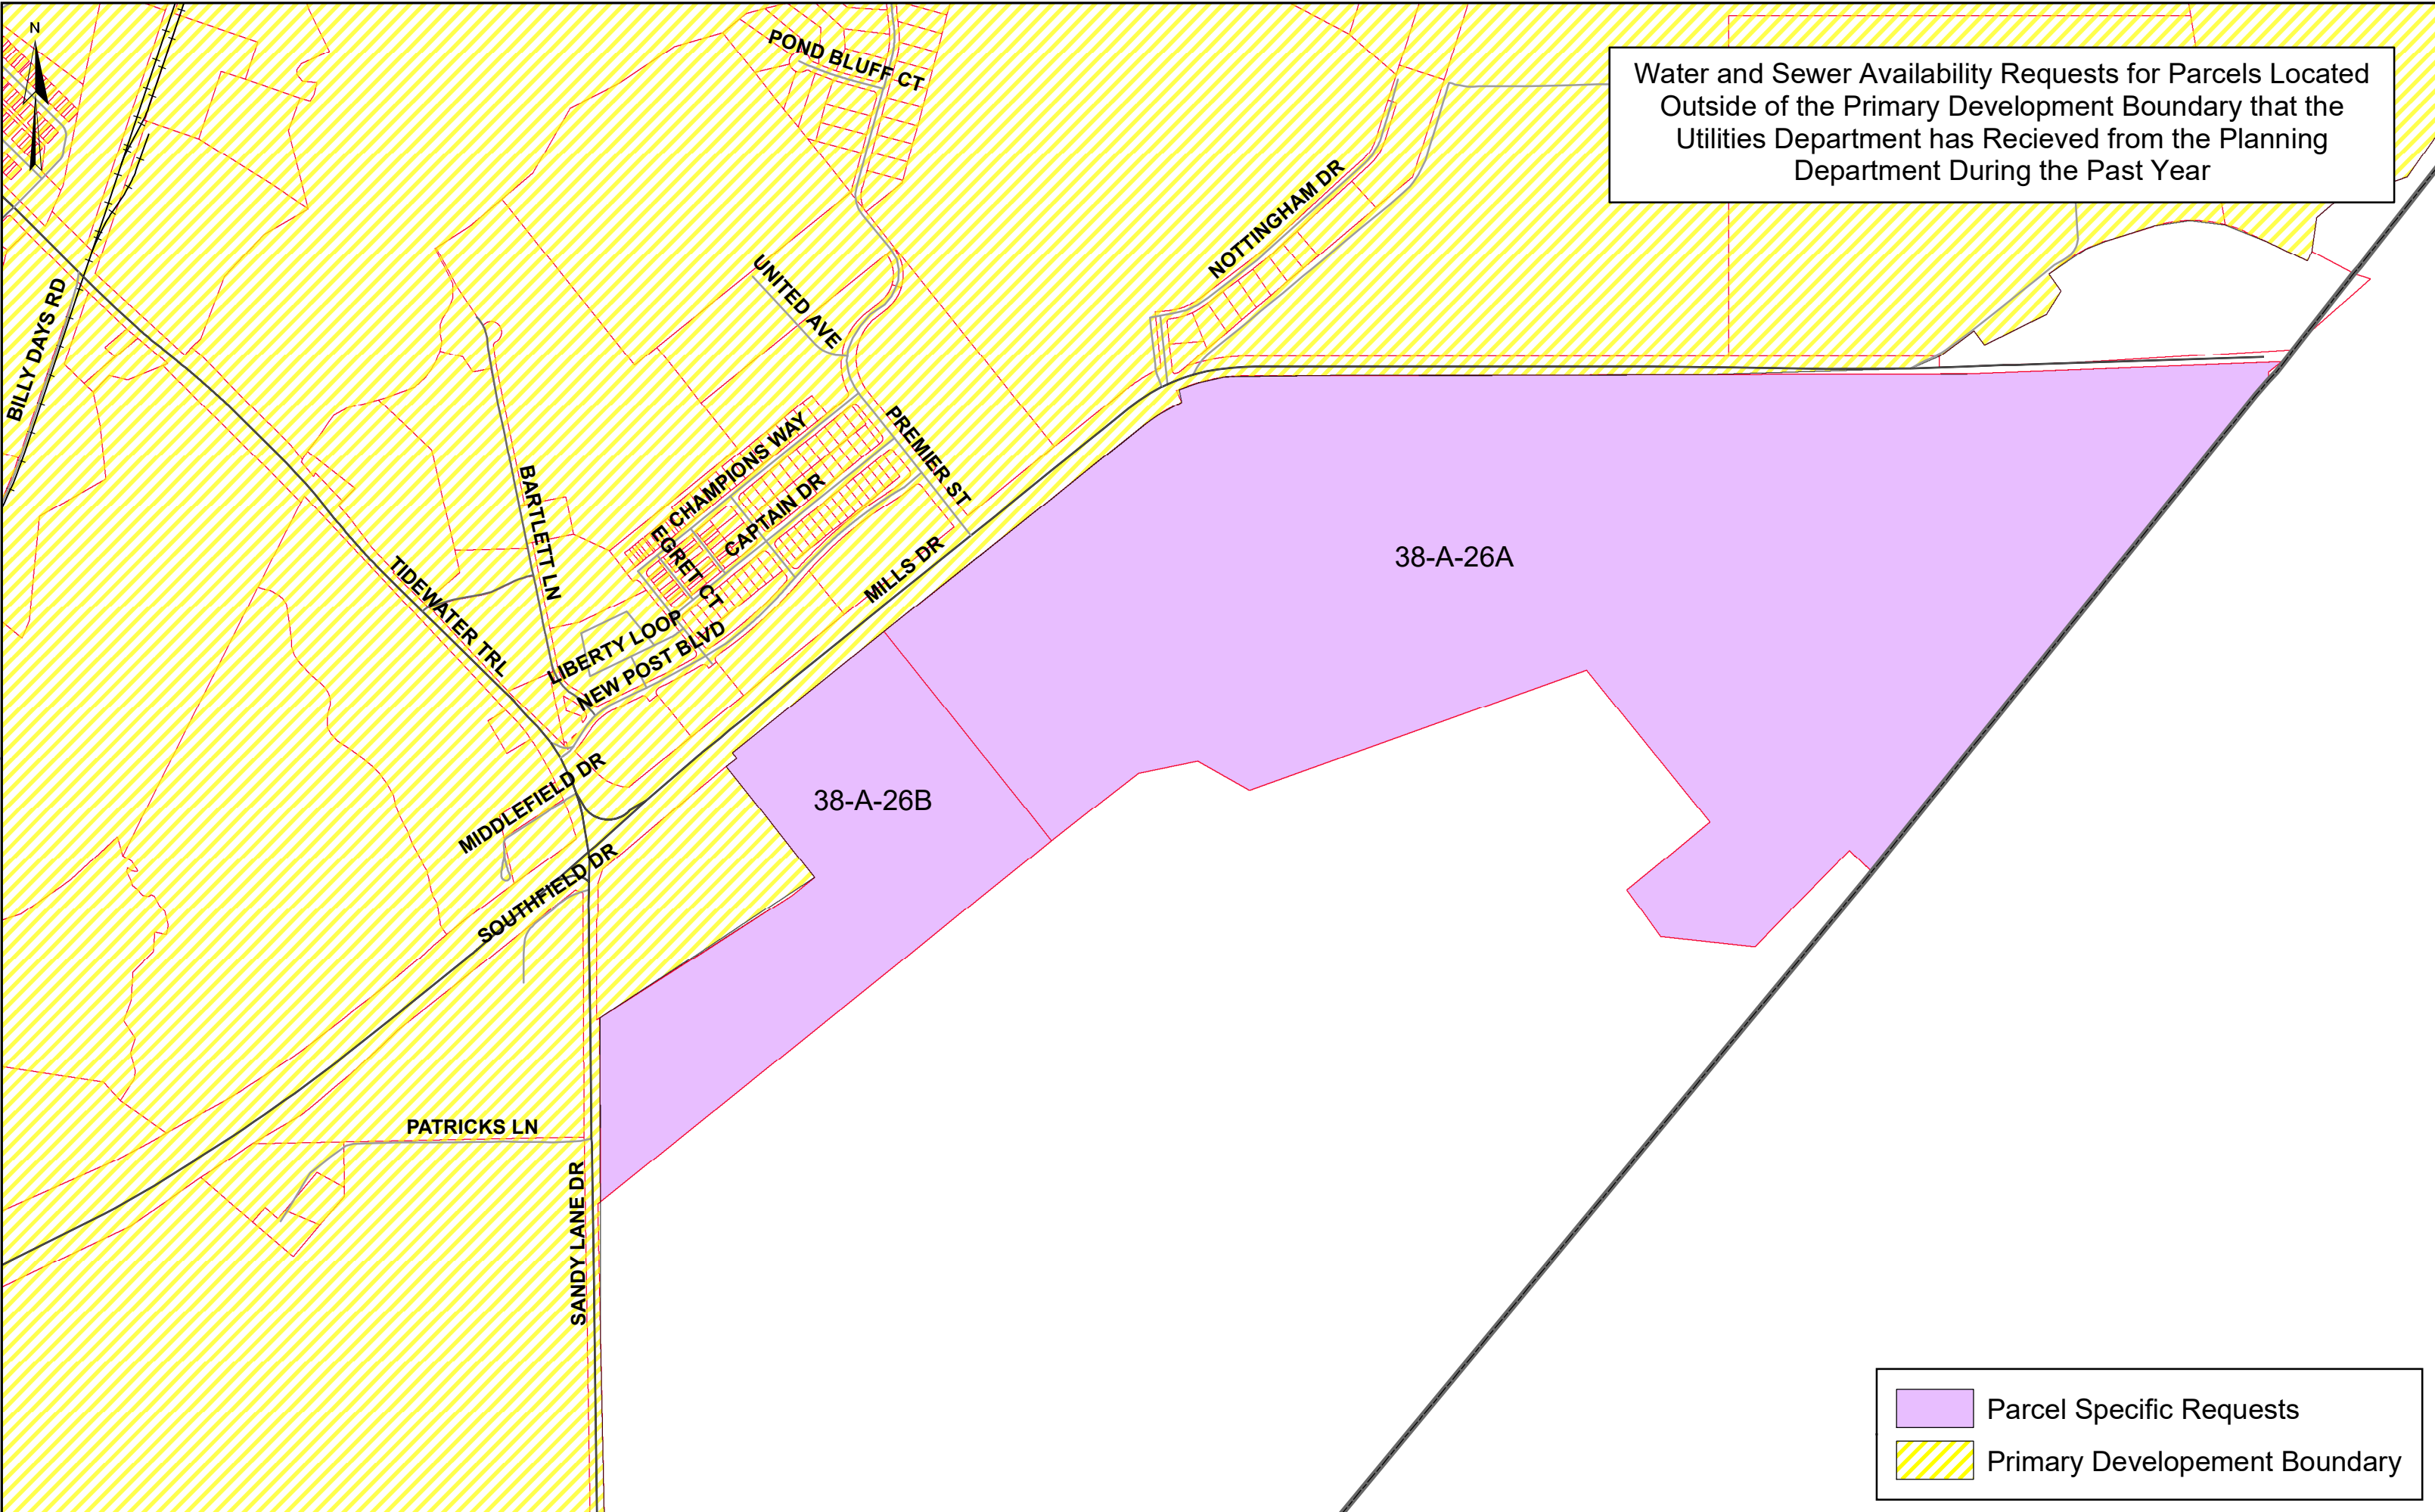 N
POND BLUFF CT
Water and Sewer Availability Requests for Parcels Located
Outside of the Primary Development Boundary that the
Utilities Department has Recieved from the Planning
Department During the Past Year
NOTTINGHAM DR
UNITED AVE
BILLY DAYS RD
PREMIER ST
CHAMPIONS WAY
BARTLETT LN
CAPTAIN DR
EGRET CT
MILLS DR
38-A-26A
TIDEWATER TRL
LIBERTY LOOP
NEW POST BLVD
MIDDLEFIELD DR
38-A-26B
SOUTHFIELD DR
PATRICKS LN
SANDY LANE DR
Parcel Specific Requests
Primary Developement Boundary